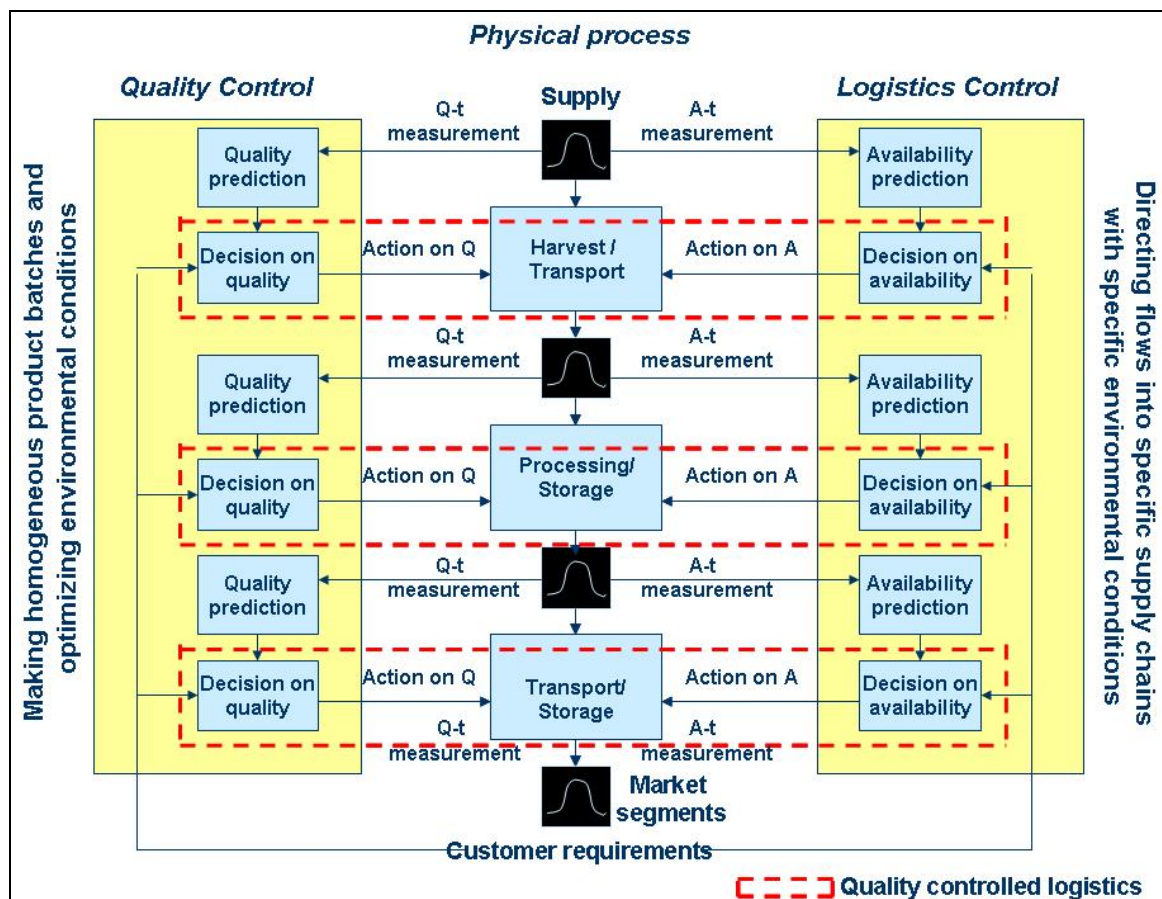 Physical process
Quality Control
Supply
Logistics Control
Q-t
measurement
A-t
measurement
Quality
prediction
Availability
prediction
Decision on
quality
Action on Q
Harvest /
Transport
Action on A
Decision on
availability
Q-t
measurement
A-t
measurement
Quality
prediction
Availability
prediction
Decision on
quality
Action on Q
Processing/
Storage
Action on A
Decision on
availability
Q-t
measurement
A-t
measurement
Quality
prediction
Availability
prediction
Decision on
quality
Action on Q
Transport/
Storage
Action on A
Decision on
availability
Q-t
measurement
A-t
measurement
Market
segments
Customer requirements
Quality controlled logistics
Making homogeneous product batches and
optimizing environmental conditions
Directing flows into specific supply chains
with specific environmental conditions